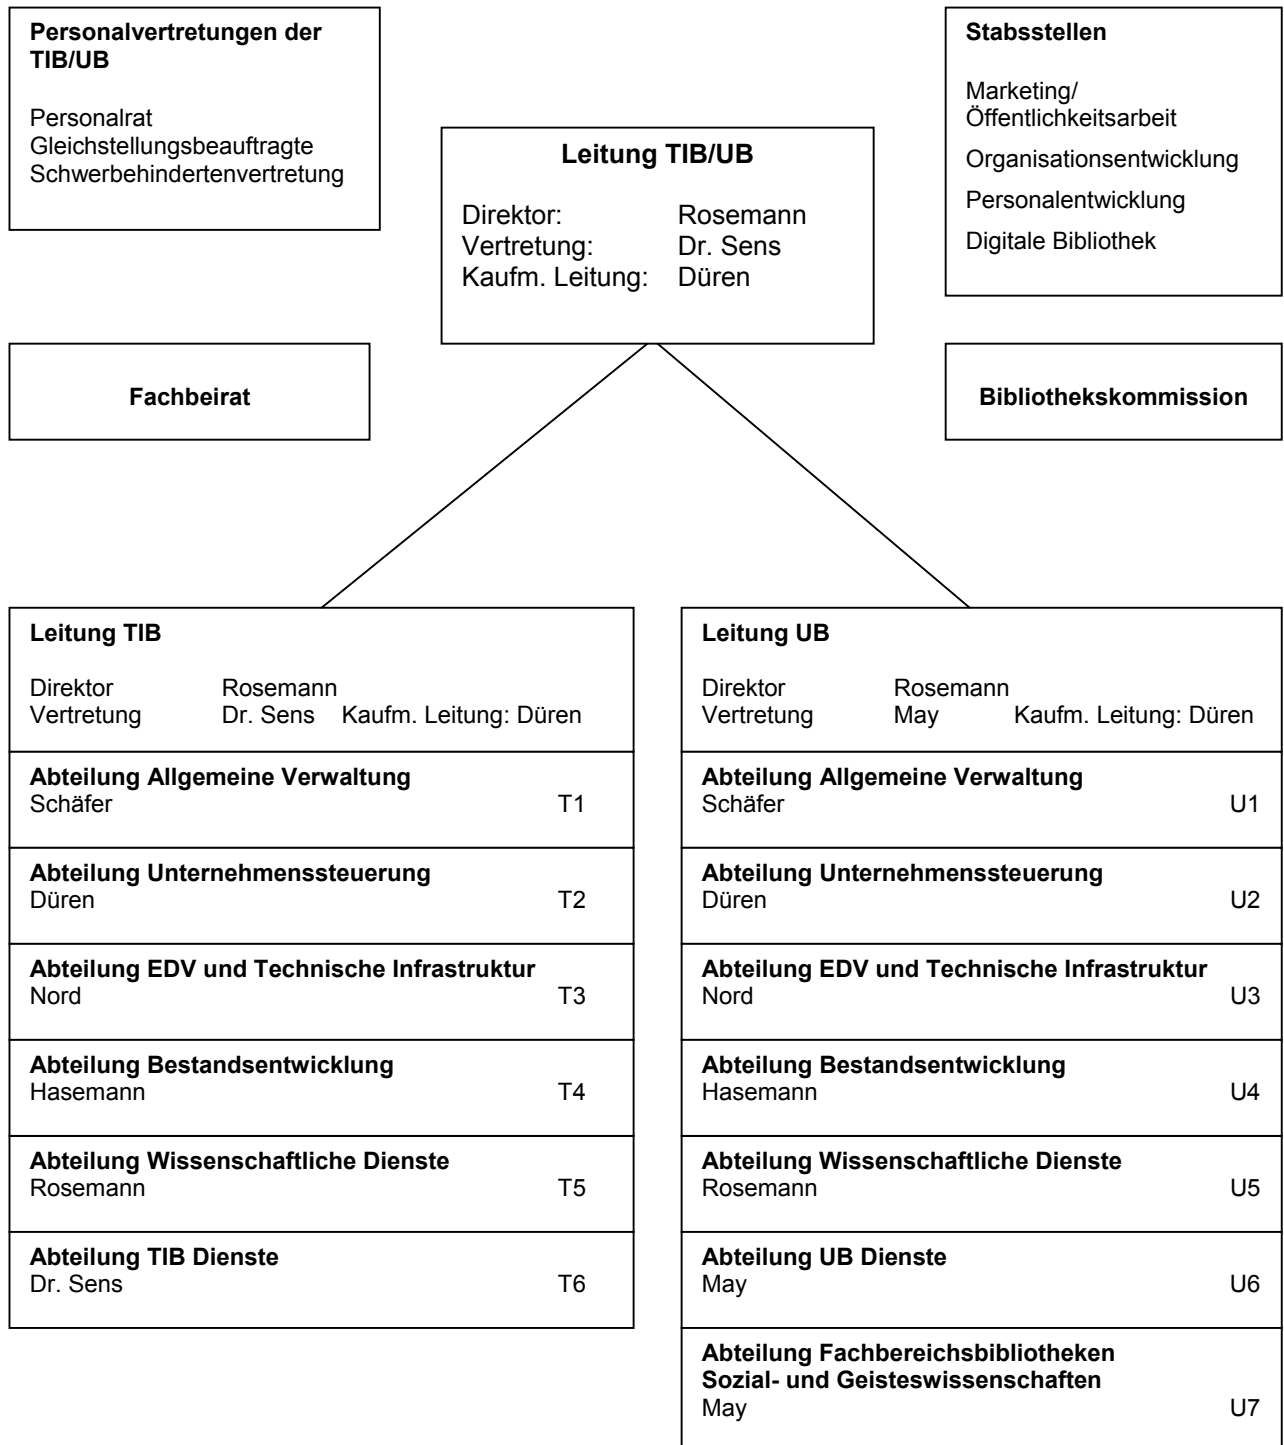 Personalvertretungen der
TIB/UB
Personalrat
Gleichstellungsbeauftragte
Schwerbehindertenvertretung
Leitung TIB/UB
Direktor: Rosemann
Vertretung: Dr. Sens
Kaufm. Leitung: Düren
Stabsstellen
Marketing/
Öffentlichkeitsarbeit
Organisationsentwicklung
Personalentwicklung
Digitale Bibliothek
Fachbeirat
Bibliothekskommission
Leitung TIB
Direktor Rosemann
Vertretung Dr. Sens Kaufm. Leitung: Düren
Abteilung Allgemeine Verwaltung
Schäfer T1
Abteilung Unternehmenssteuerung
Düren T2
Abteilung EDV und Technische Infrastruktur
Nord T3
Abteilung Bestandsentwicklung
Hasemann T4
Abteilung Wissenschaftliche Dienste
Rosemann T5
Abteilung TIB Dienste
Dr. Sens T6
Leitung UB
Direktor Rosemann
Vertretung May Kaufm. Leitung: Düren
Abteilung Allgemeine Verwaltung
Schäfer U1
Abteilung Unternehmenssteuerung
Düren U2
Abteilung EDV und Technische Infrastruktur
Nord U3
Abteilung Bestandsentwicklung
Hasemann U4
Abteilung Wissenschaftliche Dienste
Rosemann U5
Abteilung UB Dienste
May U6
Abteilung Fachbereichsbibliotheken
Sozial- und Geisteswissenschaften
May U7